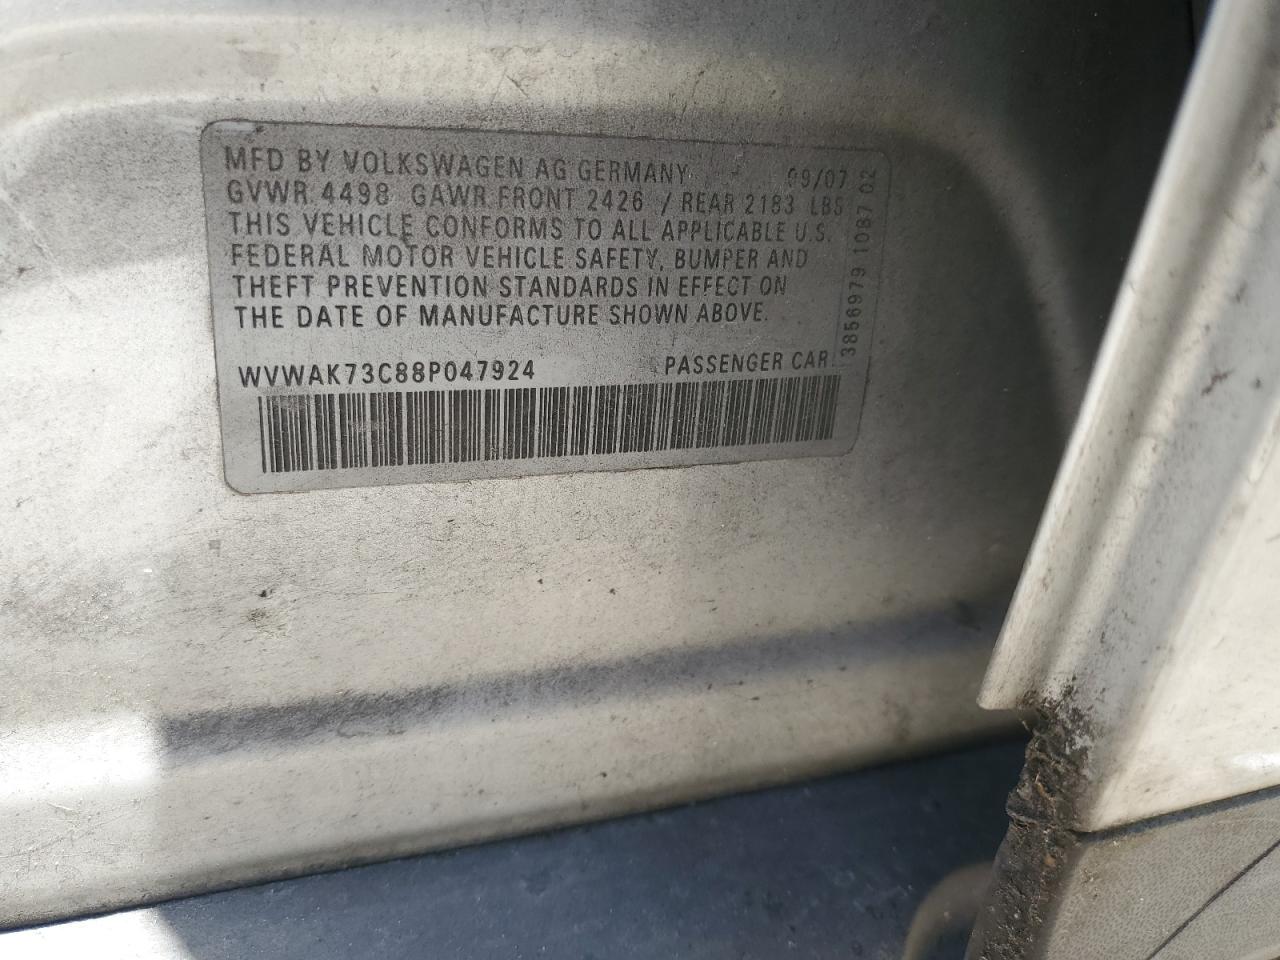 MFD BY VOLKSWAGEN AG GERMANY 09/07
GVWR 4498 GAWR FRONT 2426 / REAR 2183 LBS
THIS VEHICLE CONFORMS TO ALL APPLICABLE U.S.
FEDERAL MOTOR VEHICLE SAFETY, BUMPER AND
THEFT PREVENTION STANDARDS IN EFFECT ON
THE DATE OF MANUFACTURE SHOWN ABOVE.
WVWAK73C88P047924 PASSENGER CAR
3856979 1087 02